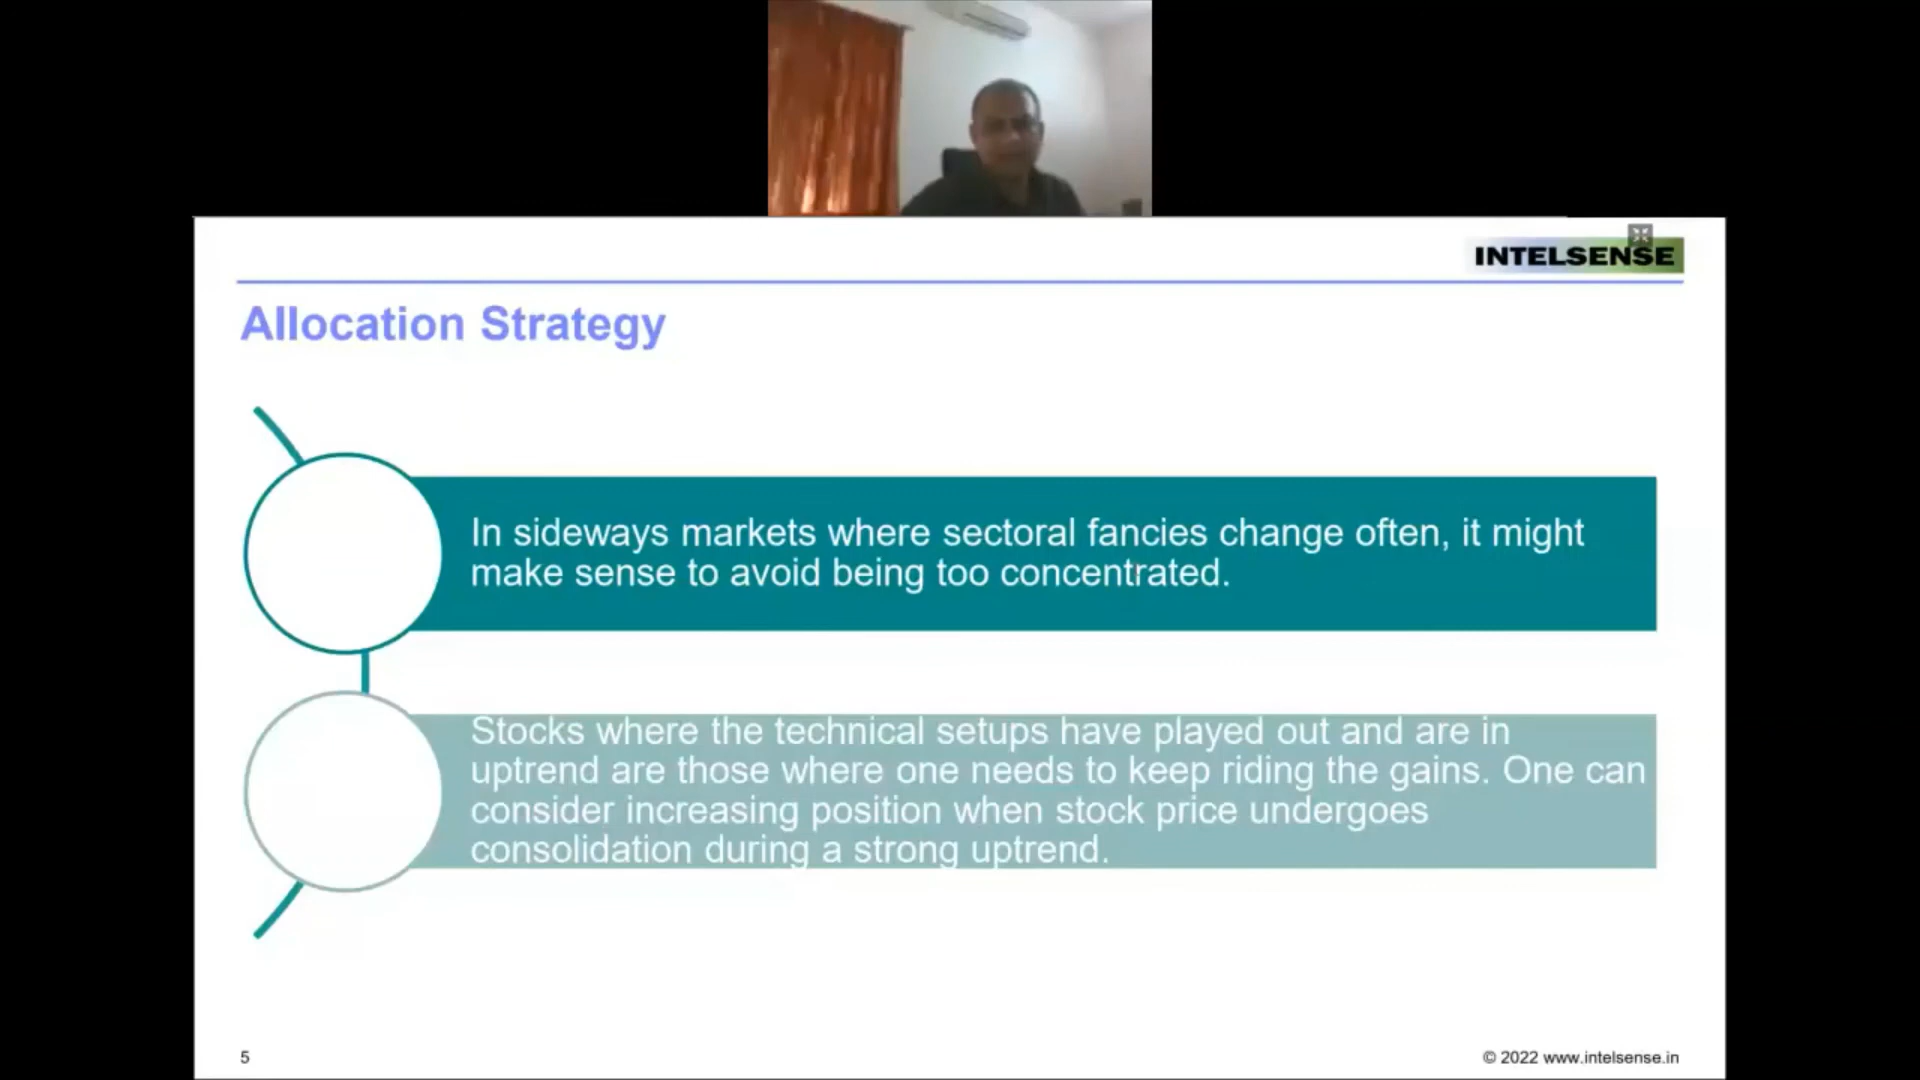 INTELSENSE
Allocation Strategy
In sideways markets where sectoral fancies change often, it might
make sense to avoid being too concentrated.
Stocks where the technical setups have played out and are in
uptrend are those where one needs to keep riding the gains. One can
consider increasing position when stock price undergoes
consolidation during a strong uptrend.
5
© 2022 www.intelsense.in